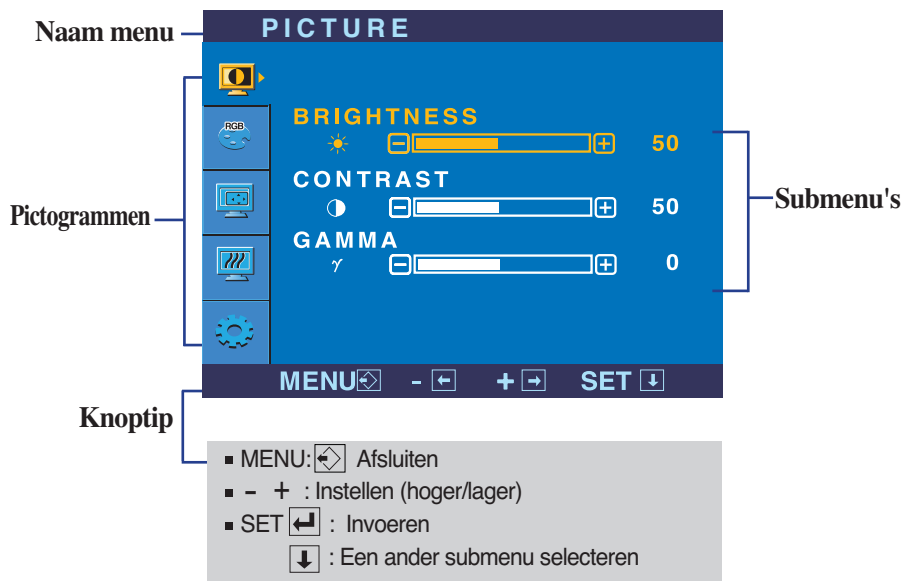 Naam menu
PICTURE
RGB
BRIGHTNESS
- + 50
CONTRAST
- + 50
GAMMA
γ - + 0
Pictogrammen
Submenu's
MENU - ← + → SET ↓
Knoptip
▪ MENU: Afsluiten
▪ - + : Instellen (hoger/lager)
▪ SET ↵ : Invoeren
↓ : Een ander submenu selecteren